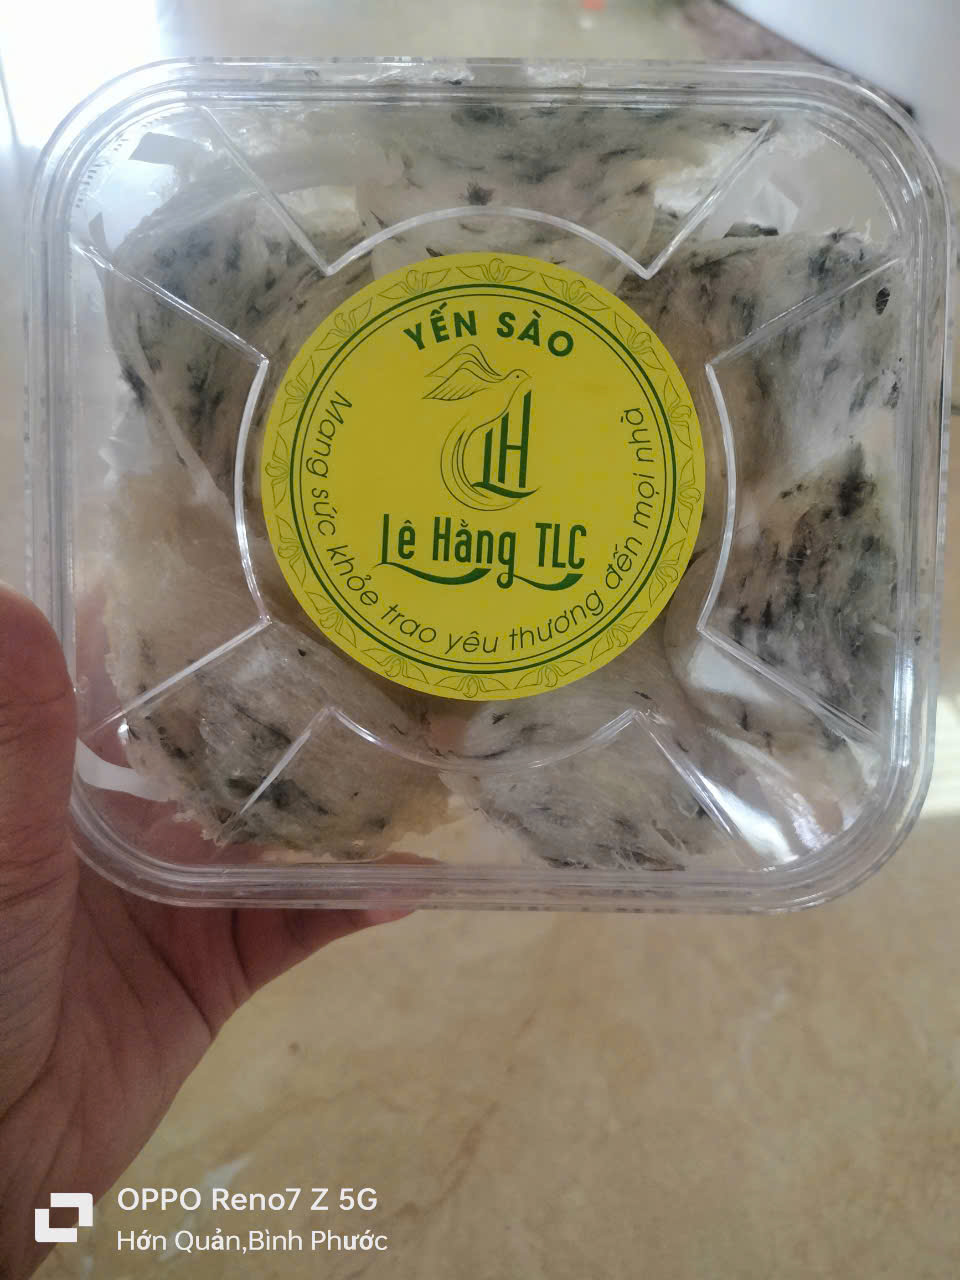 YẾN SÀO
LH
Lê Hằng TLC
Mang sức khỏe trao yêu thương đến mọi nhà
OPPO Reno7 Z 5G
Hớn Quản,Bình Phước